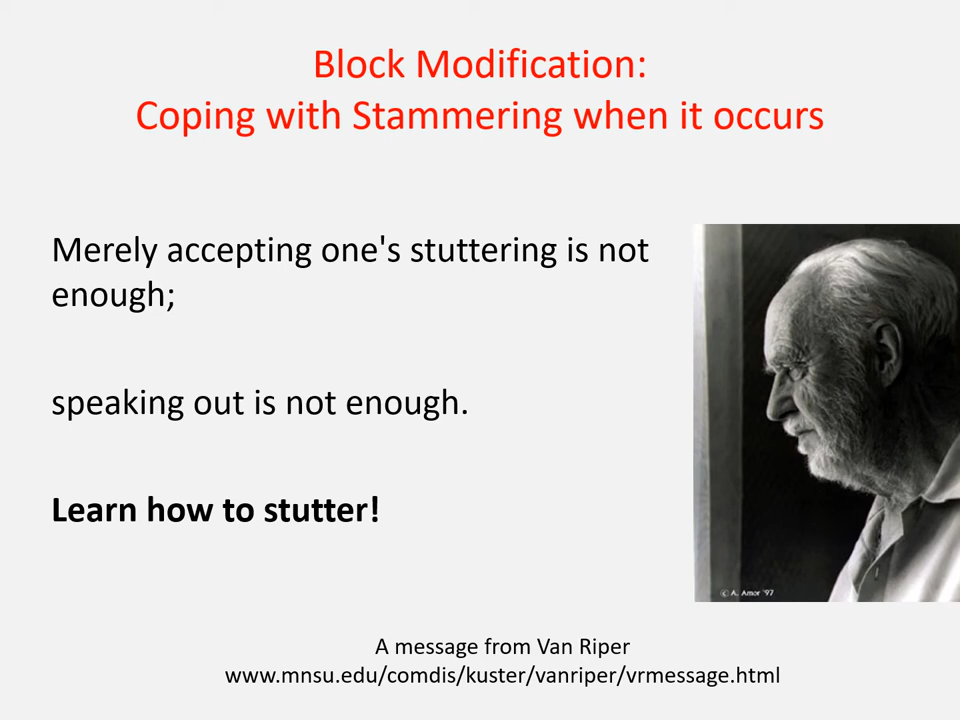 Block Modification:
Coping with Stammering when it occurs
Merely accepting one's stuttering is not
enough;
speaking out is not enough.
Learn how to stutter!
© A. Amor '97
A message from Van Riper
www.mnsu.edu/comdis/kuster/vanriper/vrmessage.html